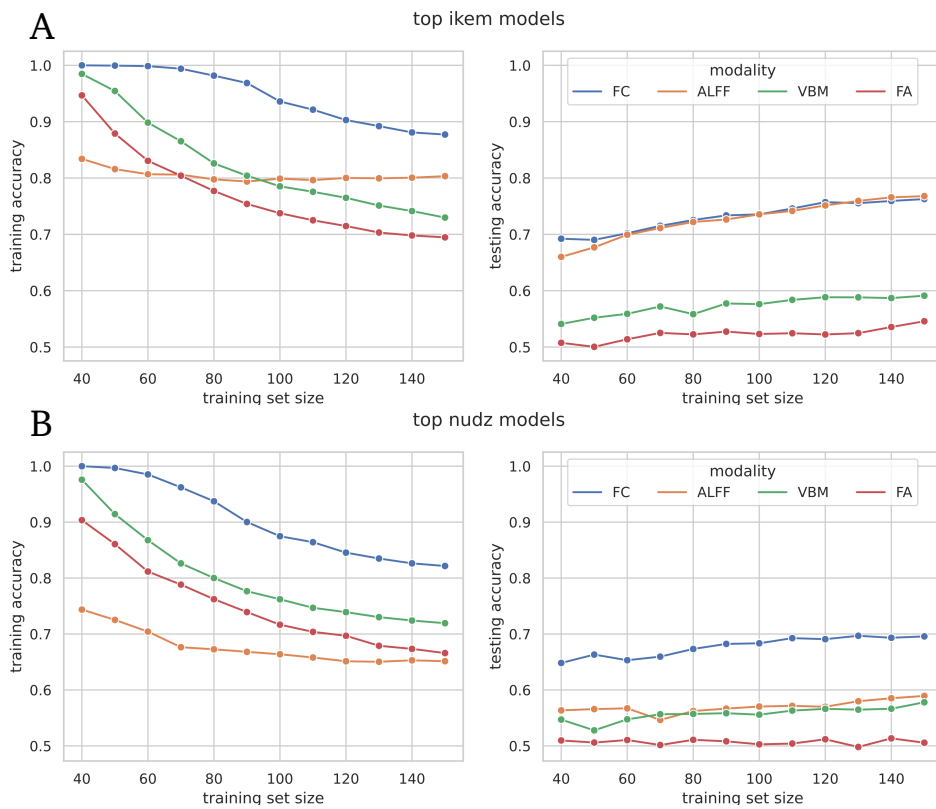 A
top ikem models
1.0
0.9
0.8
0.7
0.6
0.5
training accuracy
40 60 80 100 120 140
training set size
1.0
0.9
0.8
0.7
0.6
0.5
testing accuracy
modality
FC ALFF VBM FA
40 60 80 100 120 140
training set size
B
top nudz models
1.0
0.9
0.8
0.7
0.6
0.5
training accuracy
40 60 80 100 120 140
training set size
1.0
0.9
0.8
0.7
0.6
0.5
testing accuracy
modality
FC ALFF VBM FA
40 60 80 100 120 140
training set size